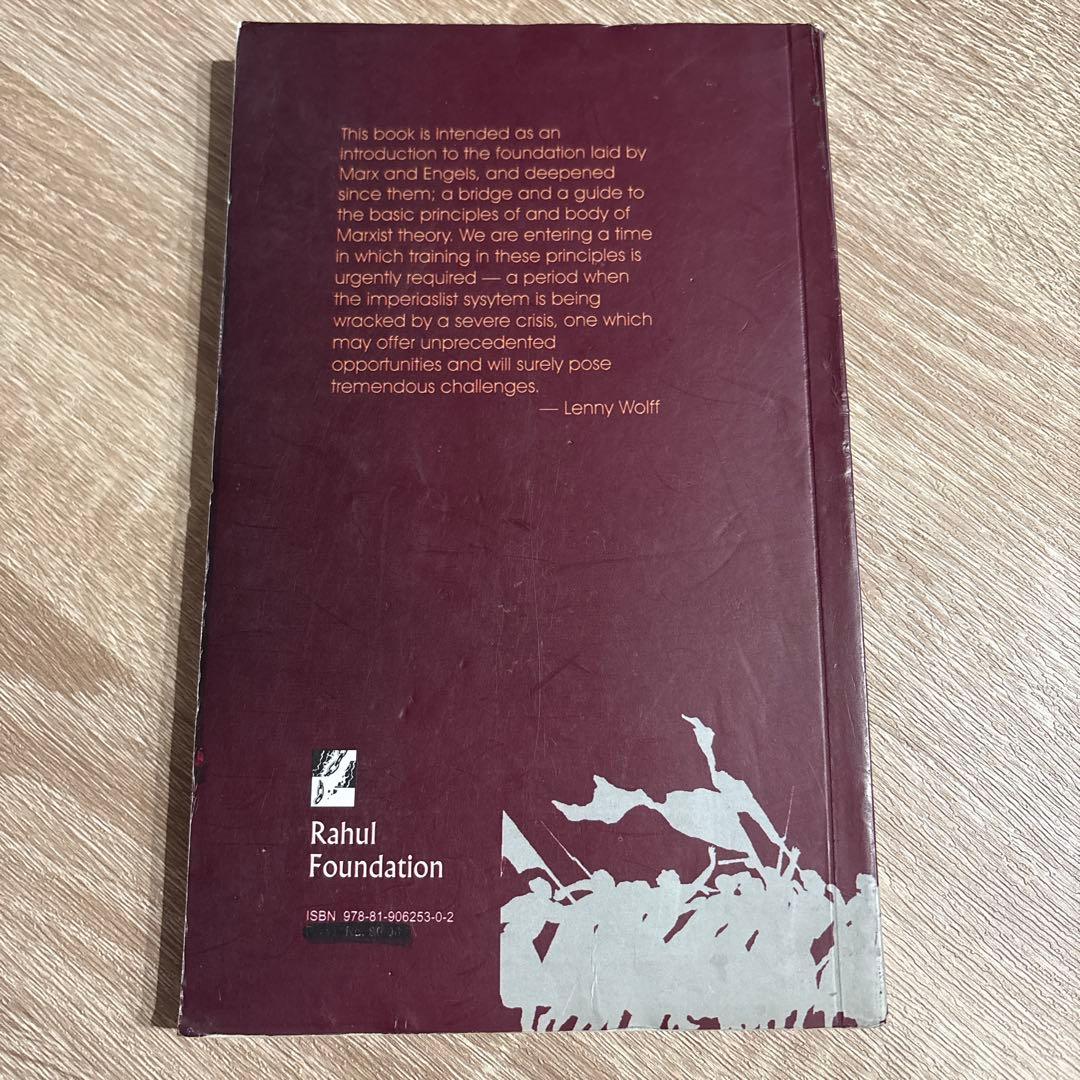 This book is intended as an
introduction to the foundation laid by
Marx and Engels, and deepened
since them; a bridge and a guide to
the basic principles of and body of
Marxist theory. We are entering a time
in which training in these principles is
urgently required — a period when
the imperiaslist sysytem is being
wracked by a severe crisis, one which
may offer unprecedented
opportunities and will surely pose
tremendous challenges.
— Lenny Wolff
Rahul
Foundation
ISBN 978-81-906253-0-2